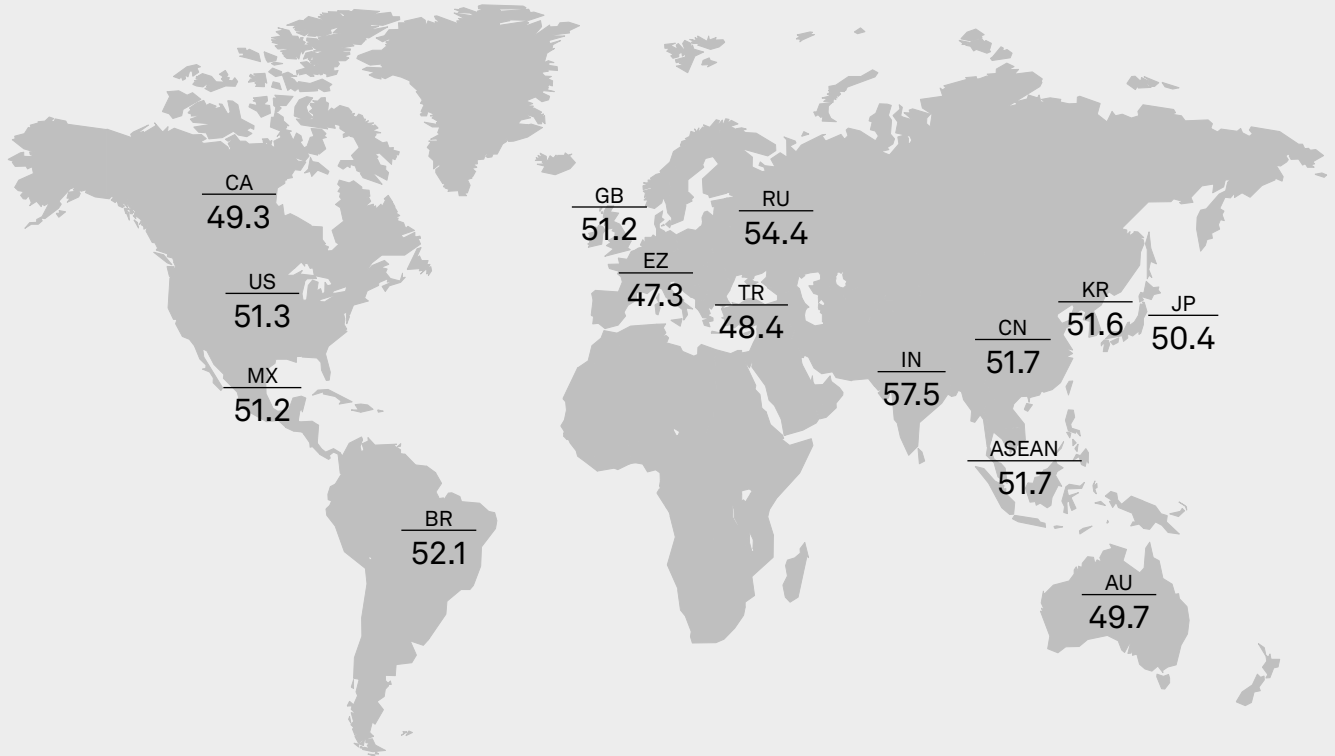 CA
49.3
GB
51.2
RU
54.4
EZ
47.3
US
51.3
TR
48.4
KR
51.6
JP
50.4
CN
51.7
IN
57.5
MX
51.2
ASEAN
51.7
BR
52.1
AU
49.7